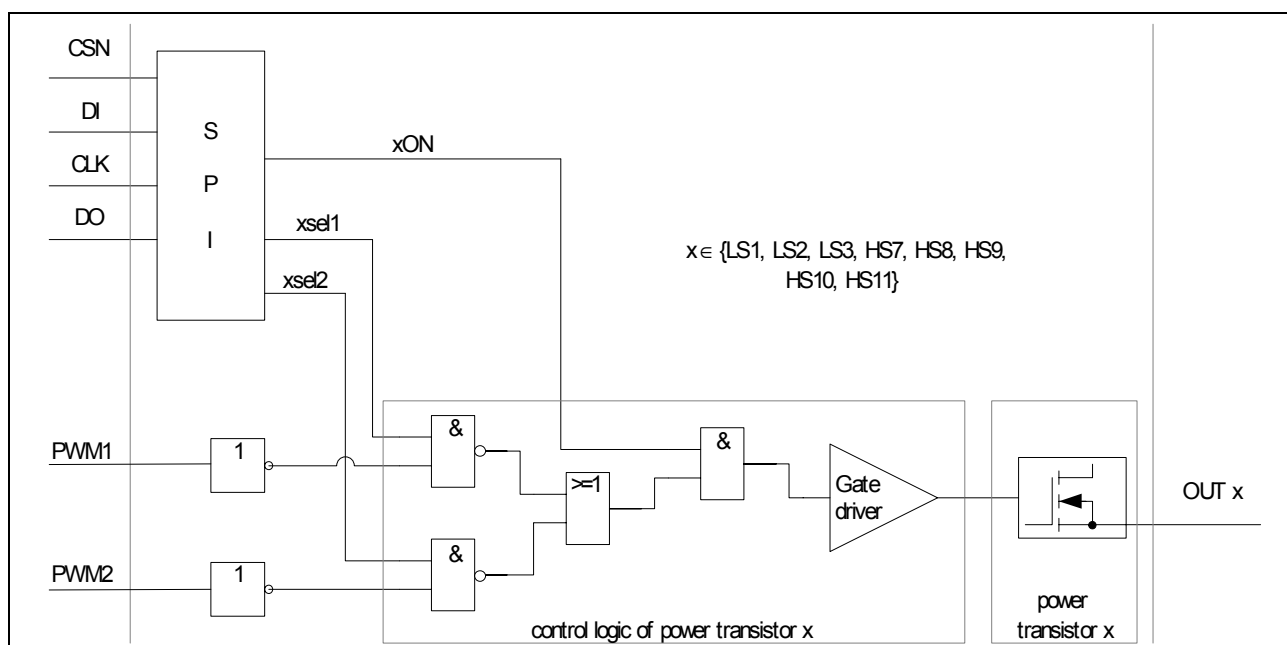 CSN
DI
CLK
DO
S
P
I
xON
xsel1
xsel2
x ∈ {LS1, LS2, LS3, HS7, HS8, HS9,
HS10, HS11}
PWM1
1
&
>=1
&
Gate
driver
OUT x
PWM2
1
&
control logic of power transistor x
power
transistor x